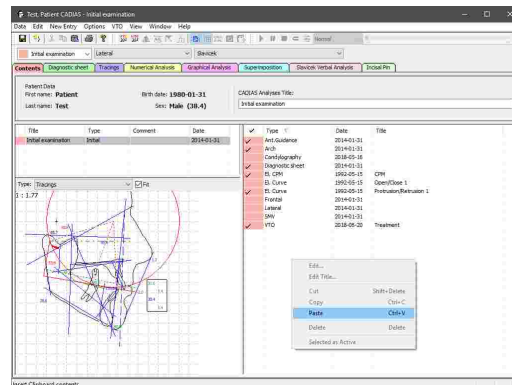 Test, Patient CADIAS - Initial examination
Data Edit New Entry Options VTO View Window Help
Normal
Initial examination Lateral Slavicek
Contents Diagnostic sheet Tracings Numerical Analysis Graphical Analysis Superimposition Slavicek Verbal Analysis Incisal Pin
Patient Data
First name: Patient Birth date: 1980-01-31 CADIAS Analyses Title:
Last name: Test Sex: Male (38.4) Initial examination
Title Type Comment Date
Initial examination Initial 2014-01-31
Type Date Title
Ant.Guidance 2014-01-31
Arch 2014-01-31
Candylography 2018-05-16
Diagnostic sheet 2014-01-31
El. CPM 1992-05-15 CPM
El. Curve 1992-05-15 Open/Close 1
El. Curve 1992-05-15 Protrusion/Retrusion 1
Frontal 2014-01-31
Lateral 2014-01-31
SMV 2014-01-31
VTO 2018-05-20 Treatment
Type: Tracings Fit
1 : 1.77
Edit...
Edit Title...
Cut Shift+Delete
Copy Ctrl+C
Paste Ctrl+V
Delete Delete
Selected as Active
Insert Clipboard contents